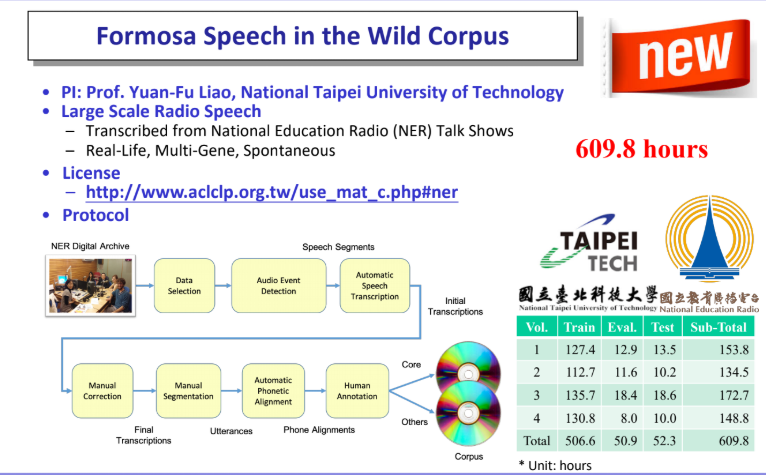 Formosa Speech in the Wild Corpus
new
• PI: Prof. Yuan-Fu Liao, National Taipei University of Technology
• Large Scale Radio Speech
– Transcribed from National Education Radio (NER) Talk Shows
– Real-Life, Multi-Gene, Spontaneous
609.8 hours
• License
– http://www.aclclp.org.tw/use_mat_c.php#ner
• Protocol
NER Digital Archive
Speech Segments
Data
Selection
Audio Event
Detection
Automatic
Speech
Transcription
Initial
Transcriptions
Manual
Correction
Manual
Segmentation
Automatic
Phonetic
Alignment
Human
Annotation
Final
Transcriptions
Utterances
Phone Alignments
Core
Others
Corpus
TAIPEI
TECH
國立臺北科技大學
National Taipei University of Technology
國立教育廣播電台
National Education Radio
Vol. Train Eval. Test Sub-Total
1 127.4 12.9 13.5 153.8
2 112.7 11.6 10.2 134.5
3 135.7 18.4 18.6 172.7
4 130.8 8.0 10.0 148.8
Total 506.6 50.9 52.3 609.8
* Unit: hours